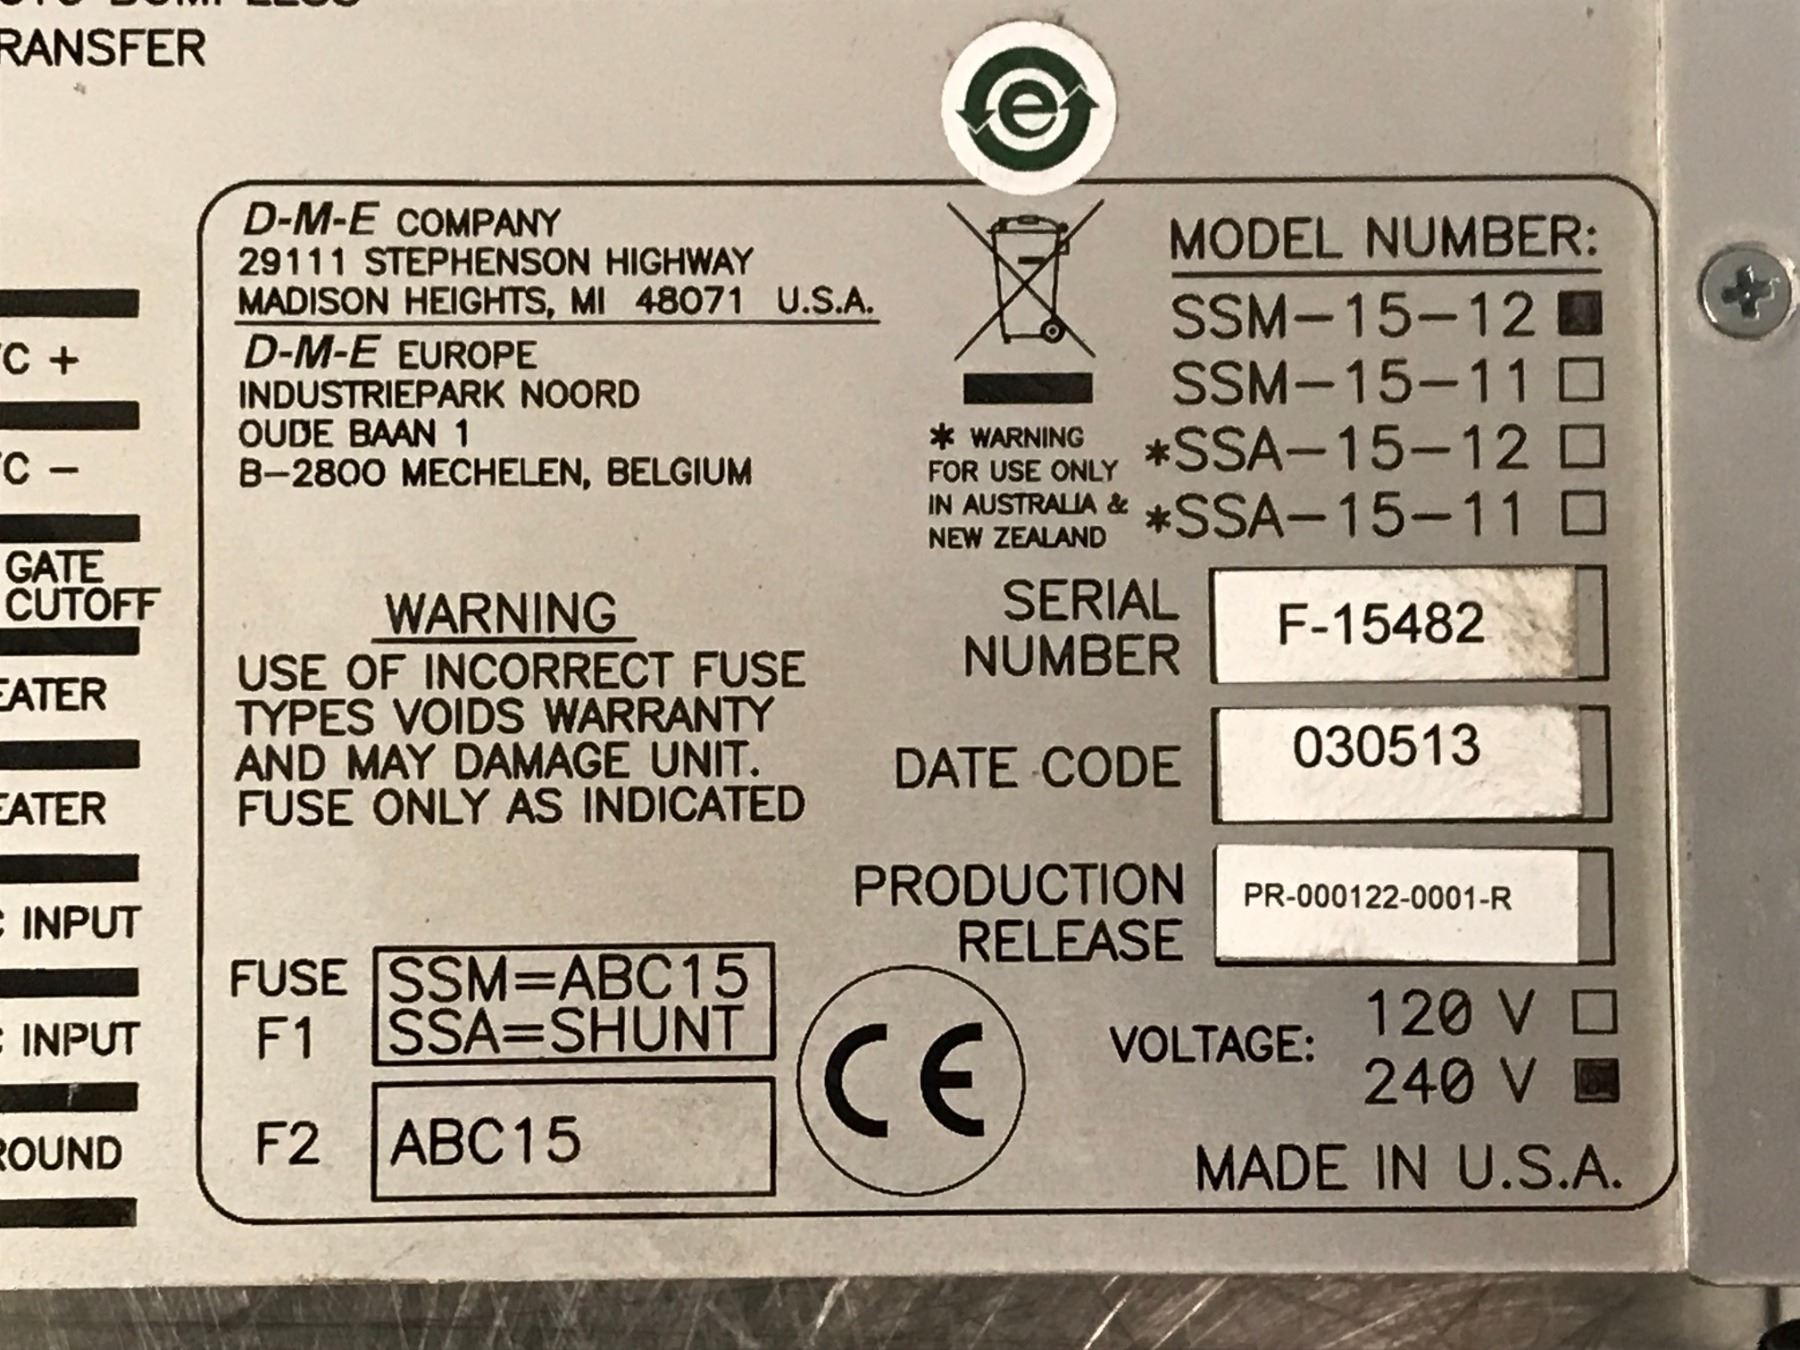 TRANSFER
C +
C −
GATE
CUTOFF
EATER
EATER
INPUT
INPUT
ROUND
e
D-M-E COMPANY
29111 STEPHENSON HIGHWAY
MADISON HEIGHTS, MI 48071 U.S.A.
D-M-E EUROPE
INDUSTRIEPARK NOORD
OUDE BAAN 1
B-2800 MECHELEN, BELGIUM
WARNING
USE OF INCORRECT FUSE
TYPES VOIDS WARRANTY
AND MAY DAMAGE UNIT.
FUSE ONLY AS INDICATED
FUSE
F1
SSM=ABC15
SSA=SHUNT
F2
ABC15
CE
MODEL NUMBER:
SSM-15-12
SSM-15-11
*SSA-15-12
*SSA-15-11
* WARNING
FOR USE ONLY
IN AUSTRALIA &
NEW ZEALAND
SERIAL
NUMBER
F-15482
DATE CODE
030513
PRODUCTION
RELEASE
PR-000122-0001-R
VOLTAGE:
120 V
240 V
MADE IN U.S.A.